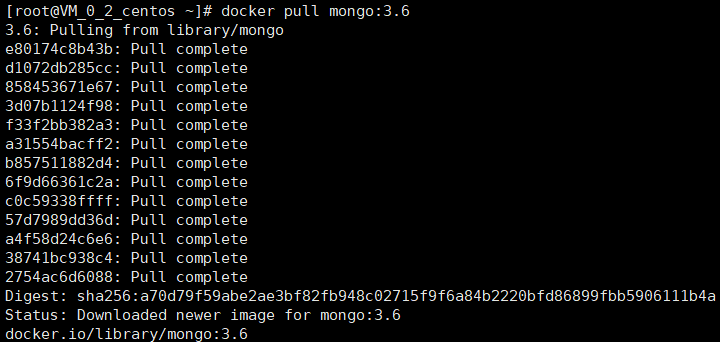 [root@VM_0_2_centos ~]# docker pull mongo:3.6
3.6: Pulling from library/mongo
e80174c8b43b: Pull complete
d1072db285cc: Pull complete
858453671e67: Pull complete
3d07b1124f98: Pull complete
f33f2bb382a3: Pull complete
a31554bacff2: Pull complete
b857511882d4: Pull complete
6f9d66361c2a: Pull complete
c0c59338ffff: Pull complete
57d7989dd36d: Pull complete
a4f58d24c6e6: Pull complete
38741bc938c4: Pull complete
2754ac6d6088: Pull complete
Digest: sha256:a70d79f59abe2ae3bf82fb948c02715f9f6a84b2220bfd86899fbb5906111b4a
Status: Downloaded newer image for mongo:3.6
docker.io/library/mongo:3.6